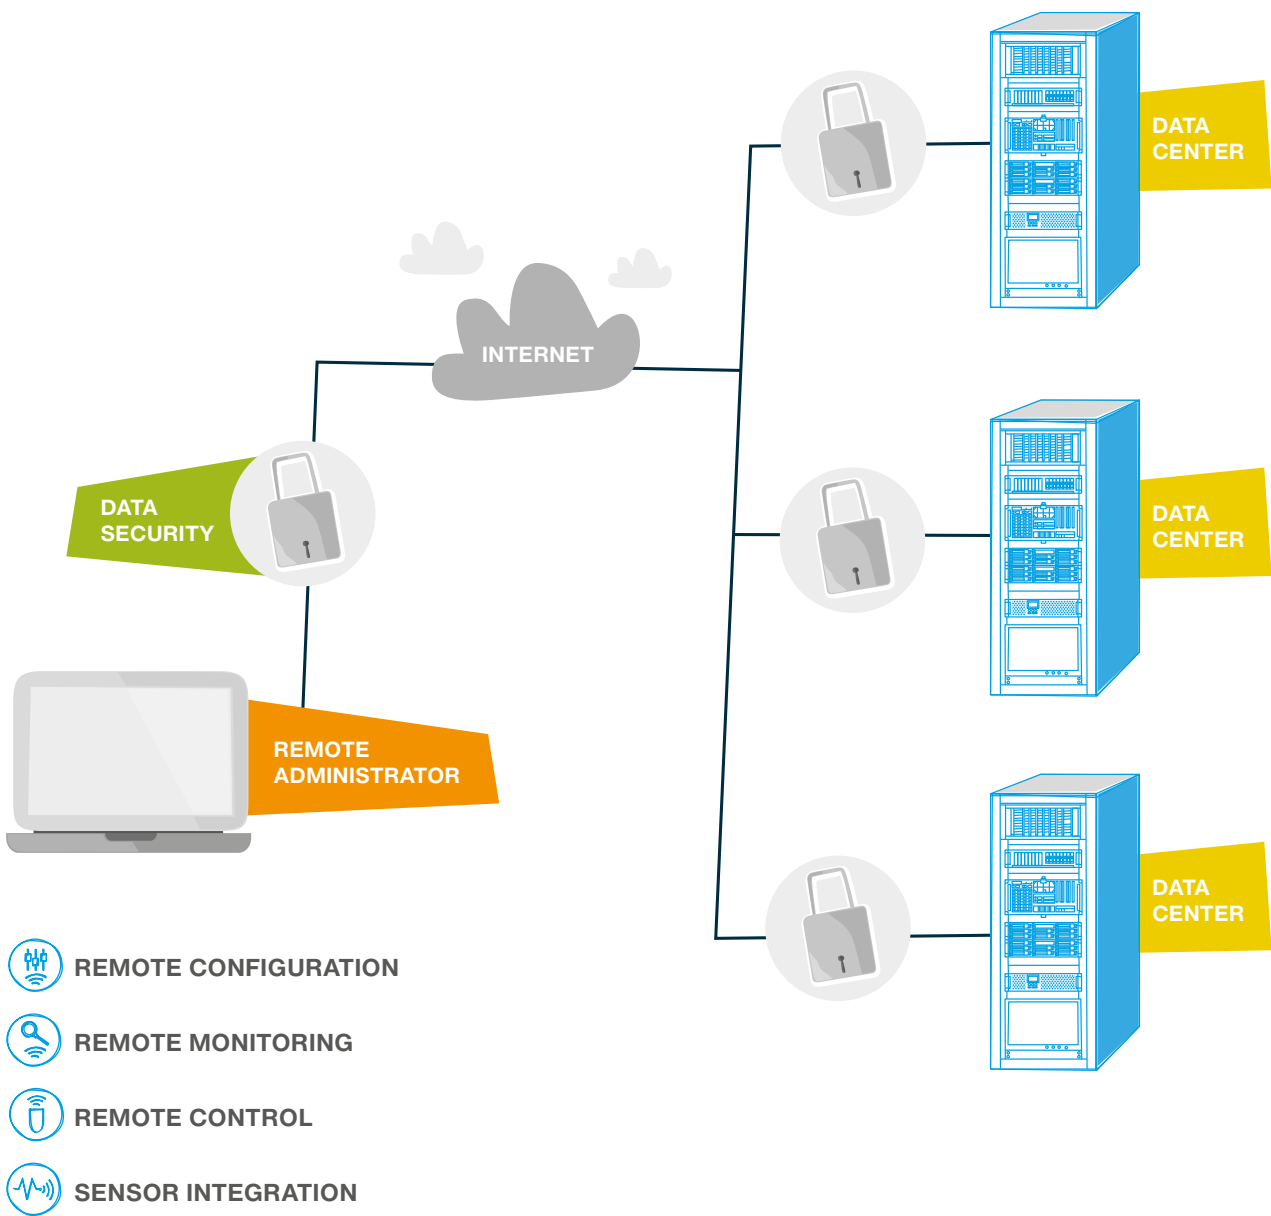 DATA
CENTER
INTERNET
DATA
SECURITY
DATA
CENTER
REMOTE
ADMINISTRATOR
DATA
CENTER
REMOTE CONFIGURATION
REMOTE MONITORING
REMOTE CONTROL
SENSOR INTEGRATION